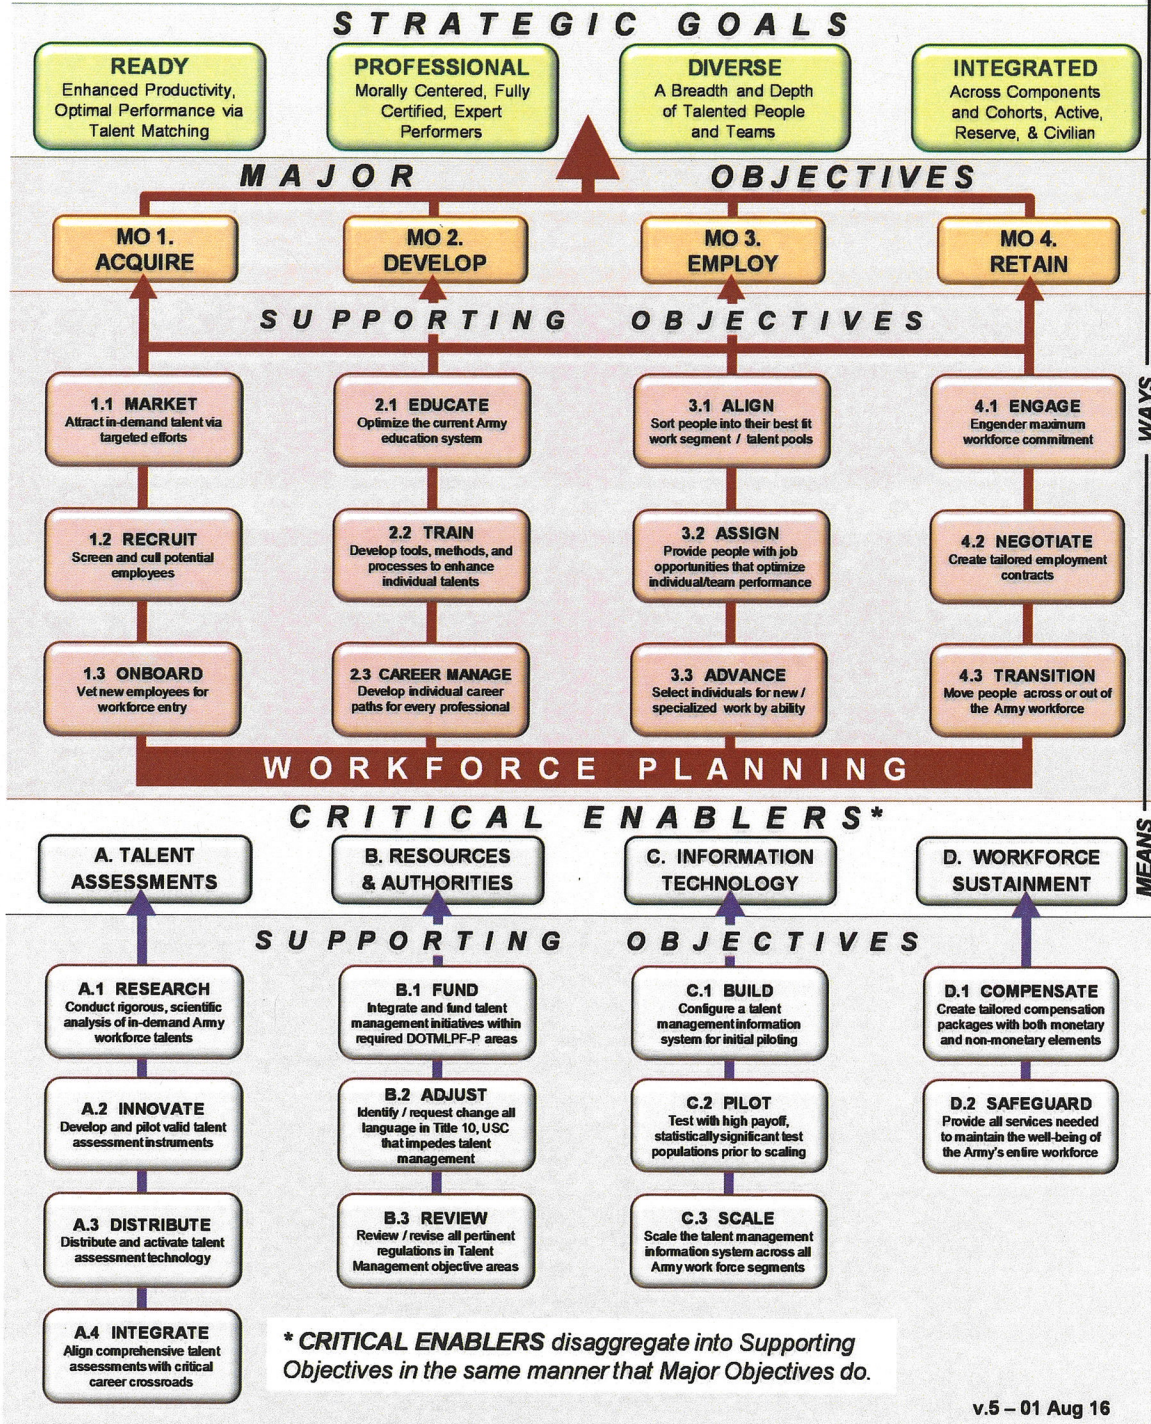 STRATEGIC GOALS
READY
Enhanced Productivity,
Optimal Performance via
Talent Matching
PROFESSIONAL
Morally Centered, Fully
Certified, Expert
Performers
DIVERSE
A Breadth and Depth
of Talented People
and Teams
INTEGRATED
Across Components
and Cohorts, Active,
Reserve, & Civilian
MAJOR OBJECTIVES
MO 1.
ACQUIRE
MO 2.
DEVELOP
MO 3.
EMPLOY
MO 4.
RETAIN
SUPPORTING OBJECTIVES
1.1 MARKET
Attract in-demand talent via
targeted efforts
2.1 EDUCATE
Optimize the current Army
education system
3.1 ALIGN
Sort people into their best fit
work segment / talent pools
4.1 ENGAGE
Engender maximum
workforce commitment
WAYS
1.2 RECRUIT
Screen and cull potential
employees
2.2 TRAIN
Develop tools, methods, and
processes to enhance
individual talents
3.2 ASSIGN
Provide people with job
opportunities that optimize
individual/team performance
4.2 NEGOTIATE
Create tailored employment
contracts
1.3 ONBOARD
Vet new employees for
workforce entry
2.3 CAREER MANAGE
Develop individual career
paths for every professional
3.3 ADVANCE
Select individuals for new /
specialized work by ability
4.3 TRANSITION
Move people across or out of
the Army workforce
WORKFORCE PLANNING
CRITICAL ENABLERS*
A. TALENT
ASSESSMENTS
B. RESOURCES
& AUTHORITIES
C. INFORMATION
TECHNOLOGY
D. WORKFORCE
SUSTAINMENT
MEANS
SUPPORTING OBJECTIVES
A.1 RESEARCH
Conduct rigorous, scientific
analysis of in-demand Army
workforce talents
B.1 FUND
Integrate and fund talent
management initiatives within
required DOTMLPF-P areas
C.1 BUILD
Configure a talent
management information
system for initial piloting
D.1 COMPENSATE
Create tailored compensation
packages with both monetary
and non-monetary elements
A.2 INNOVATE
Develop and pilot valid talent
assessment instruments
B.2 ADJUST
Identify / request change all
language in Title 10, USC
that impedes talent
management
C.2 PILOT
Test with high payoff,
statistically significant test
populations prior to scaling
D.2 SAFEGUARD
Provide all services needed
to maintain the well-being of
the Army's entire workforce
A.3 DISTRIBUTE
Distribute and activate talent
assessment technology
B.3 REVIEW
Review / revise all pertinent
regulations in Talent
Management objective areas
C.3 SCALE
Scale the talent management
information system across all
Army work force segments
A.4 INTEGRATE
Align comprehensive talent
assessments with critical
career crossroads
* CRITICAL ENABLERS disaggregate into Supporting
Objectives in the same manner that Major Objectives do.
v.5 – 01 Aug 16